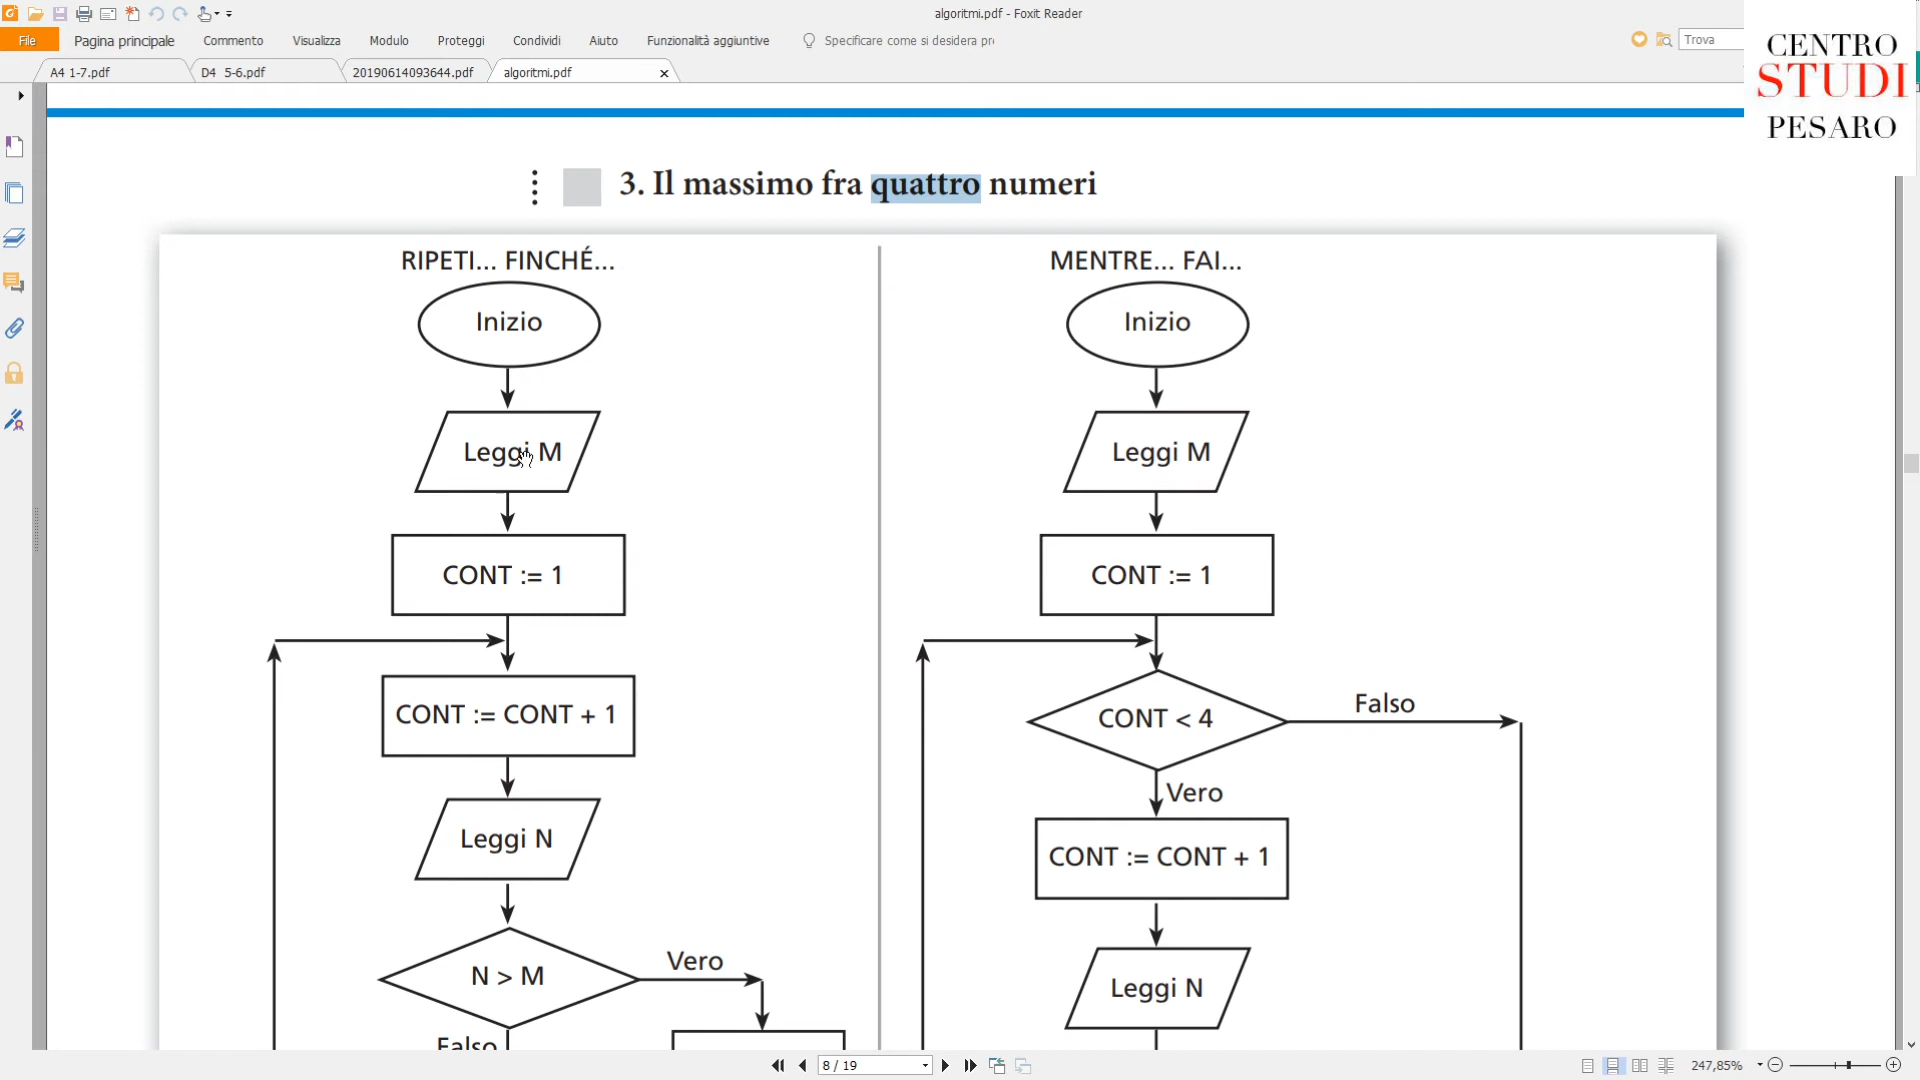 algoritmi.pdf - Foxit Reader
File Pagina principale Commento Visualizza Modulo Proteggi Condividi Aiuto Funzionalità aggiuntive Specificare come si desidera pr Trova
A4 1-7.pdf D4 5-6.pdf 20190614093644.pdf algoritmi.pdf
CENTRO
STUDI
PESARO
3. Il massimo fra quattro numeri
RIPETI... FINCHÉ...
Inizio
Leggi M
CONT := 1
CONT := CONT + 1
Leggi N
N > M
Vero
Falso
MENTRE... FAI...
Inizio
Leggi M
CONT := 1
CONT < 4
Falso
Vero
CONT := CONT + 1
Leggi N
8 / 19
247,85%